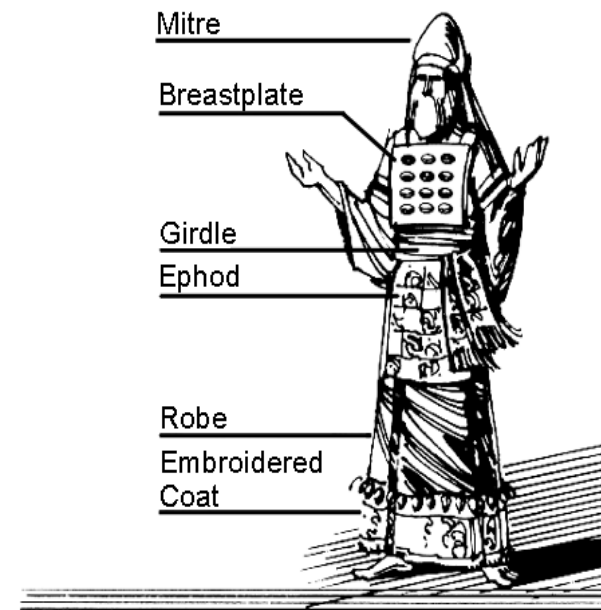 Mitre
Breastplate
Girdle
Ephod
Robe
Embroidered
Coat